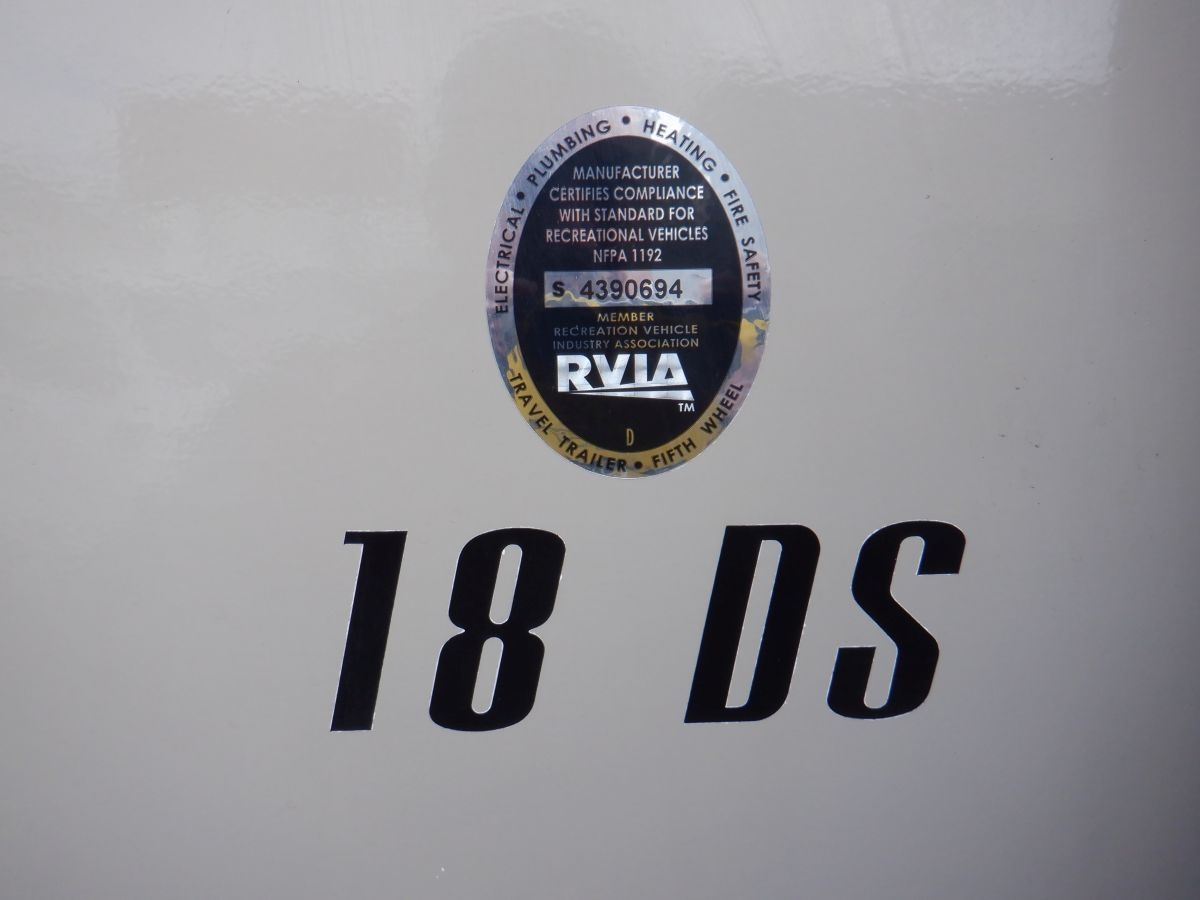 ELECTRICAL • PLUMBING • HEATING • FIRE SAFETY
MANUFACTURER
CERTIFIES COMPLIANCE
WITH STANDARD FOR
RECREATIONAL VEHICLES
NFPA 1192
S 4390694
MEMBER
RECREATION VEHICLE
INDUSTRY ASSOCIATION
RVIA
TM
D
TRAVEL TRAILER • FIFTH WHEEL
18 DS